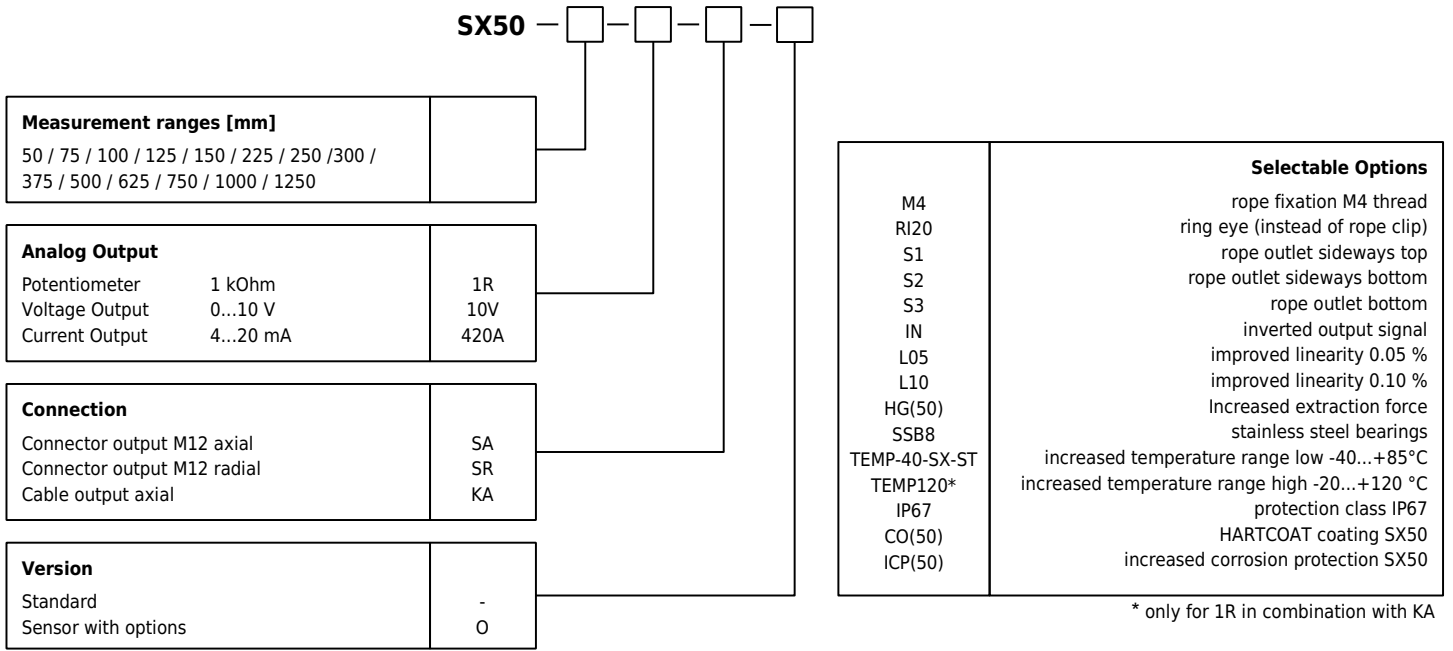 SX50
Measurement ranges [mm]
50 / 75 / 100 / 125 / 150 / 225 / 250 /300 /
375 / 500 / 625 / 750 / 1000 / 1250
Analog Output
Potentiometer 1 kOhm 1R
Voltage Output 0...10 V 10V
Current Output 4...20 mA 420A
Connection
Connector output M12 axial SA
Connector output M12 radial SR
Cable output axial KA
Version
Standard -
Sensor with options O
Selectable Options
M4 rope fixation M4 thread
RI20 ring eye (instead of rope clip)
S1 rope outlet sideways top
S2 rope outlet sideways bottom
S3 rope outlet bottom
IN inverted output signal
L05 improved linearity 0.05 %
L10 improved linearity 0.10 %
HG(50) Increased extraction force
SSB8 stainless steel bearings
TEMP-40-SX-ST increased temperature range low -40...+85°C
TEMP120* increased temperature range high -20...+120 °C
IP67 protection class IP67
CO(50) HARTCOAT coating SX50
ICP(50) increased corrosion protection SX50
* only for 1R in combination with KA